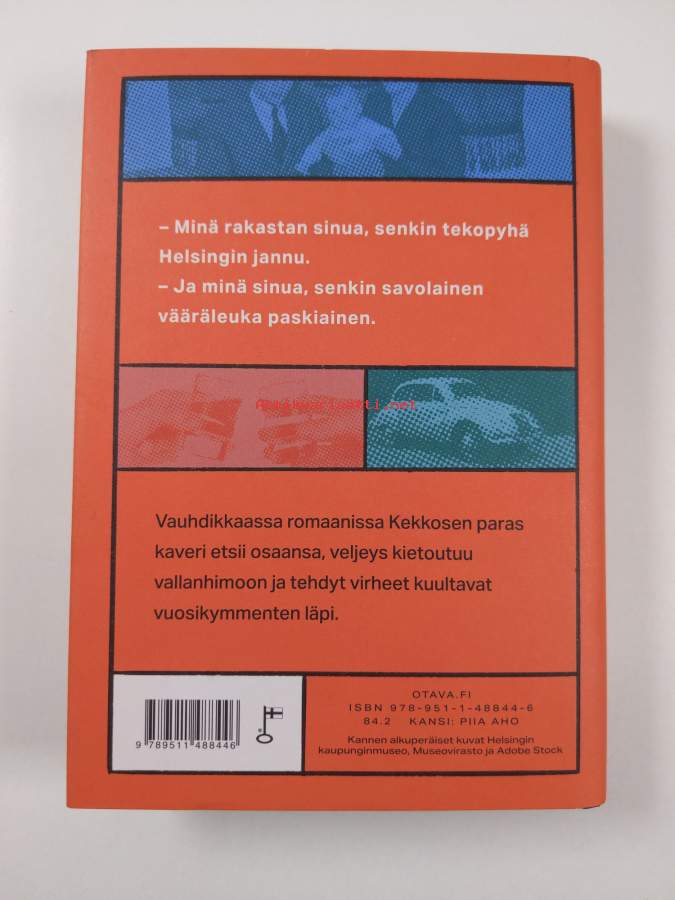 – Minä rakastan sinua, senkin tekopyhä
Helsingin jannu.
– Ja minä sinua, senkin savolainen
vääräleuka paskiainen.
Antikvariaatti.net
Vauhdikkaassa romaanissa Kekkosen paras
kaveri etsii osaansa, veljeys kietoutuu
vallanhimoon ja tehdyt virheet kuultavat
vuosikymmenten läpi.
OTAVA.FI
ISBN 978-951-1-48844-6
84.2 KANSI: PIIA AHO
Kannen alkuperäiset kuvat Helsingin
kaupunginmuseo, Museovirasto ja Adobe Stock
9 789511 488446